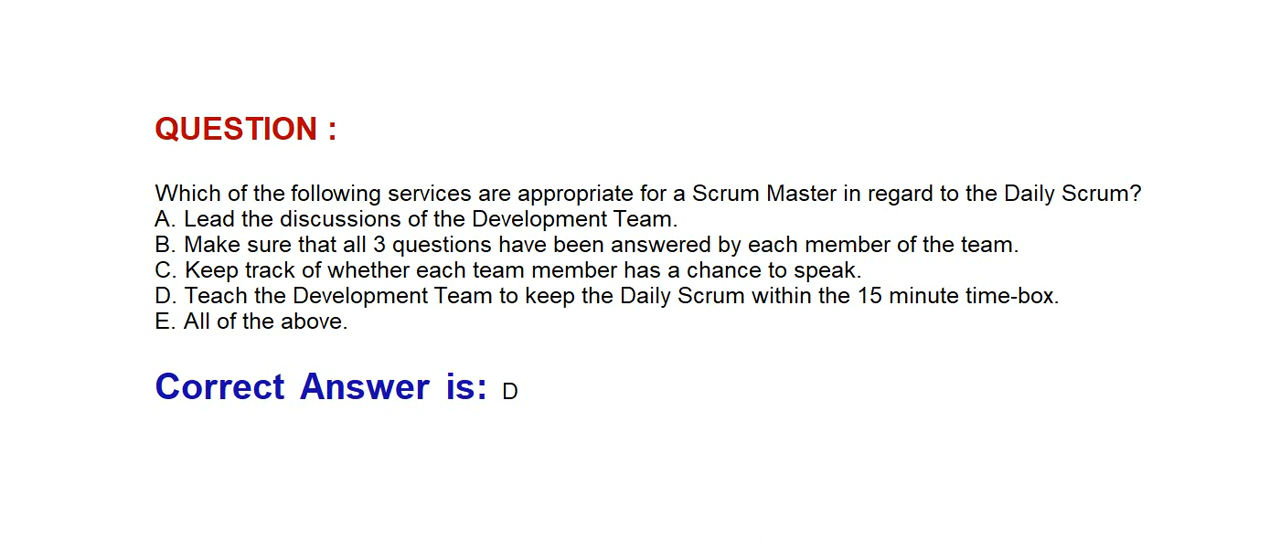 QUESTION :
Which of the following services are appropriate for a Scrum Master in regard to the Daily Scrum?
A. Lead the discussions of the Development Team.
B. Make sure that all 3 questions have been answered by each member of the team.
C. Keep track of whether each team member has a chance to speak.
D. Teach the Development Team to keep the Daily Scrum within the 15 minute time-box.
E. All of the above.
Correct Answer is: D